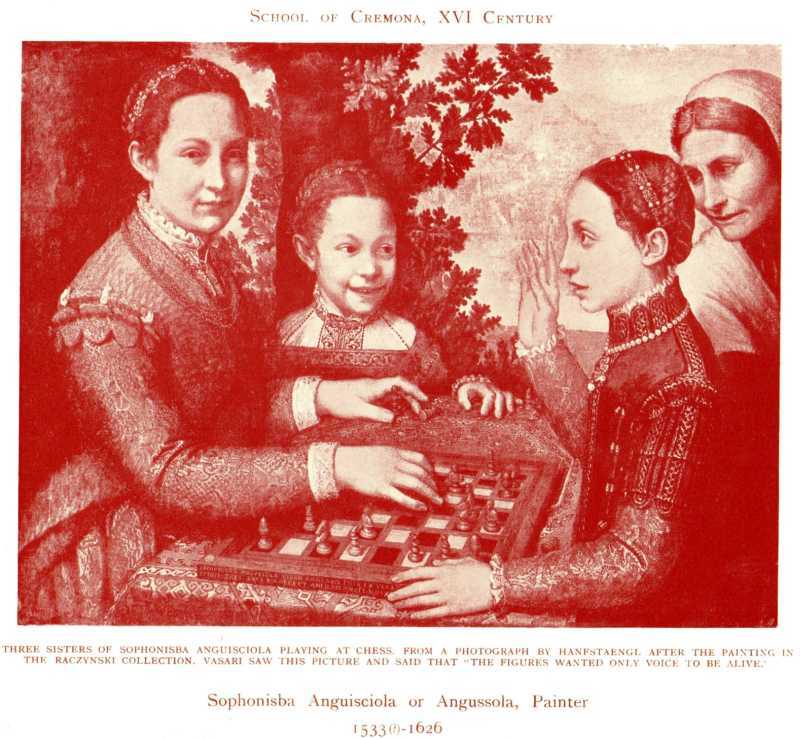 School of Cremona, XVI Century
THREE SISTERS OF SOPHONISBA ANGUISCIOLA PLAYING AT CHESS. FROM A PHOTOGRAPH BY HANFSTAENGL AFTER THE PAINTING IN
THE RACZYNSKI COLLECTION. VASARI SAW THIS PICTURE AND SAID THAT "THE FIGURES WANTED ONLY VOICE TO BE ALIVE."
Sophonisba Anguisciola or Angussola, Painter
1533(?)-1626